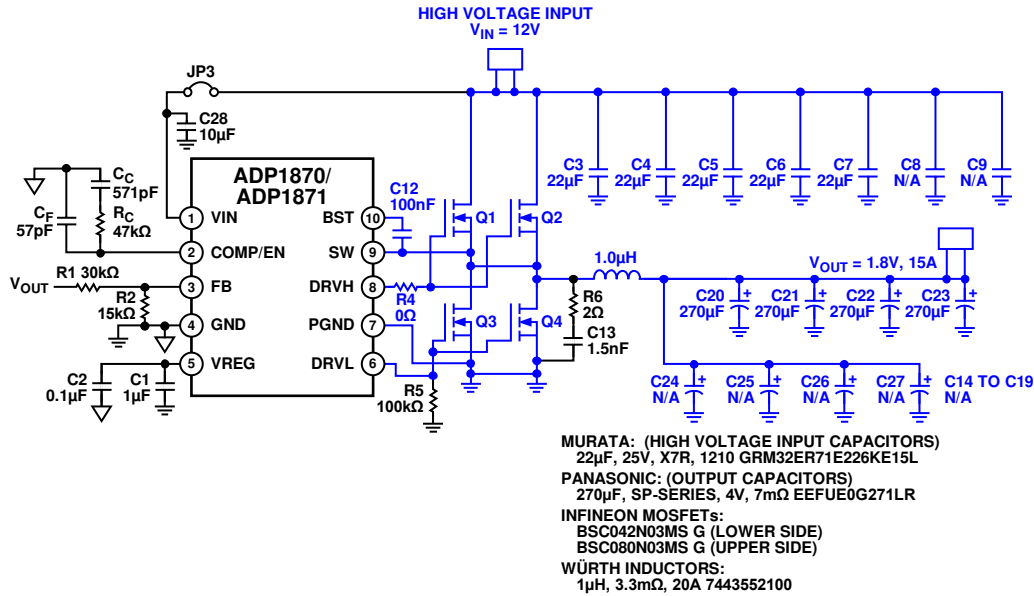 HIGH VOLTAGE INPUT
V_IN = 12V
JP3
C28
10µF
C_C
571pF
C_F
57pF
R_C
47kΩ
R1 30kΩ
V_OUT
R2
15kΩ
C2
0.1µF
C1
1µF
ADP1870/
ADP1871
1 VIN
2 COMP/EN
3 FB
4 GND
5 VREG
BST 10
SW 9
DRVH 8
PGND 7
DRVL 6
C12
100nF
R4
0Ω
R5
100kΩ
Q1
Q2
Q3
Q4
C3
22µF
C4
22µF
C5
22µF
C6
22µF
C7
22µF
C8
N/A
C9
N/A
1.0µH
R6
2Ω
C13
1.5nF
V_OUT = 1.8V, 15A
C20
270µF
+
C21
270µF
+
C22
270µF
+
C23
270µF
+
C24
N/A
+
C25
N/A
+
C26
N/A
+
C27
N/A
+
C14 TO C19
N/A
MURATA: (HIGH VOLTAGE INPUT CAPACITORS)
22µF, 25V, X7R, 1210 GRM32ER71E226KE15L
PANASONIC: (OUTPUT CAPACITORS)
270µF, SP-SERIES, 4V, 7mΩ EEFUE0G271LR
INFINEON MOSFETs:
BSC042N03MS G (LOWER SIDE)
BSC080N03MS G (UPPER SIDE)
WÜRTH INDUCTORS:
1µH, 3.3mΩ, 20A 7443552100